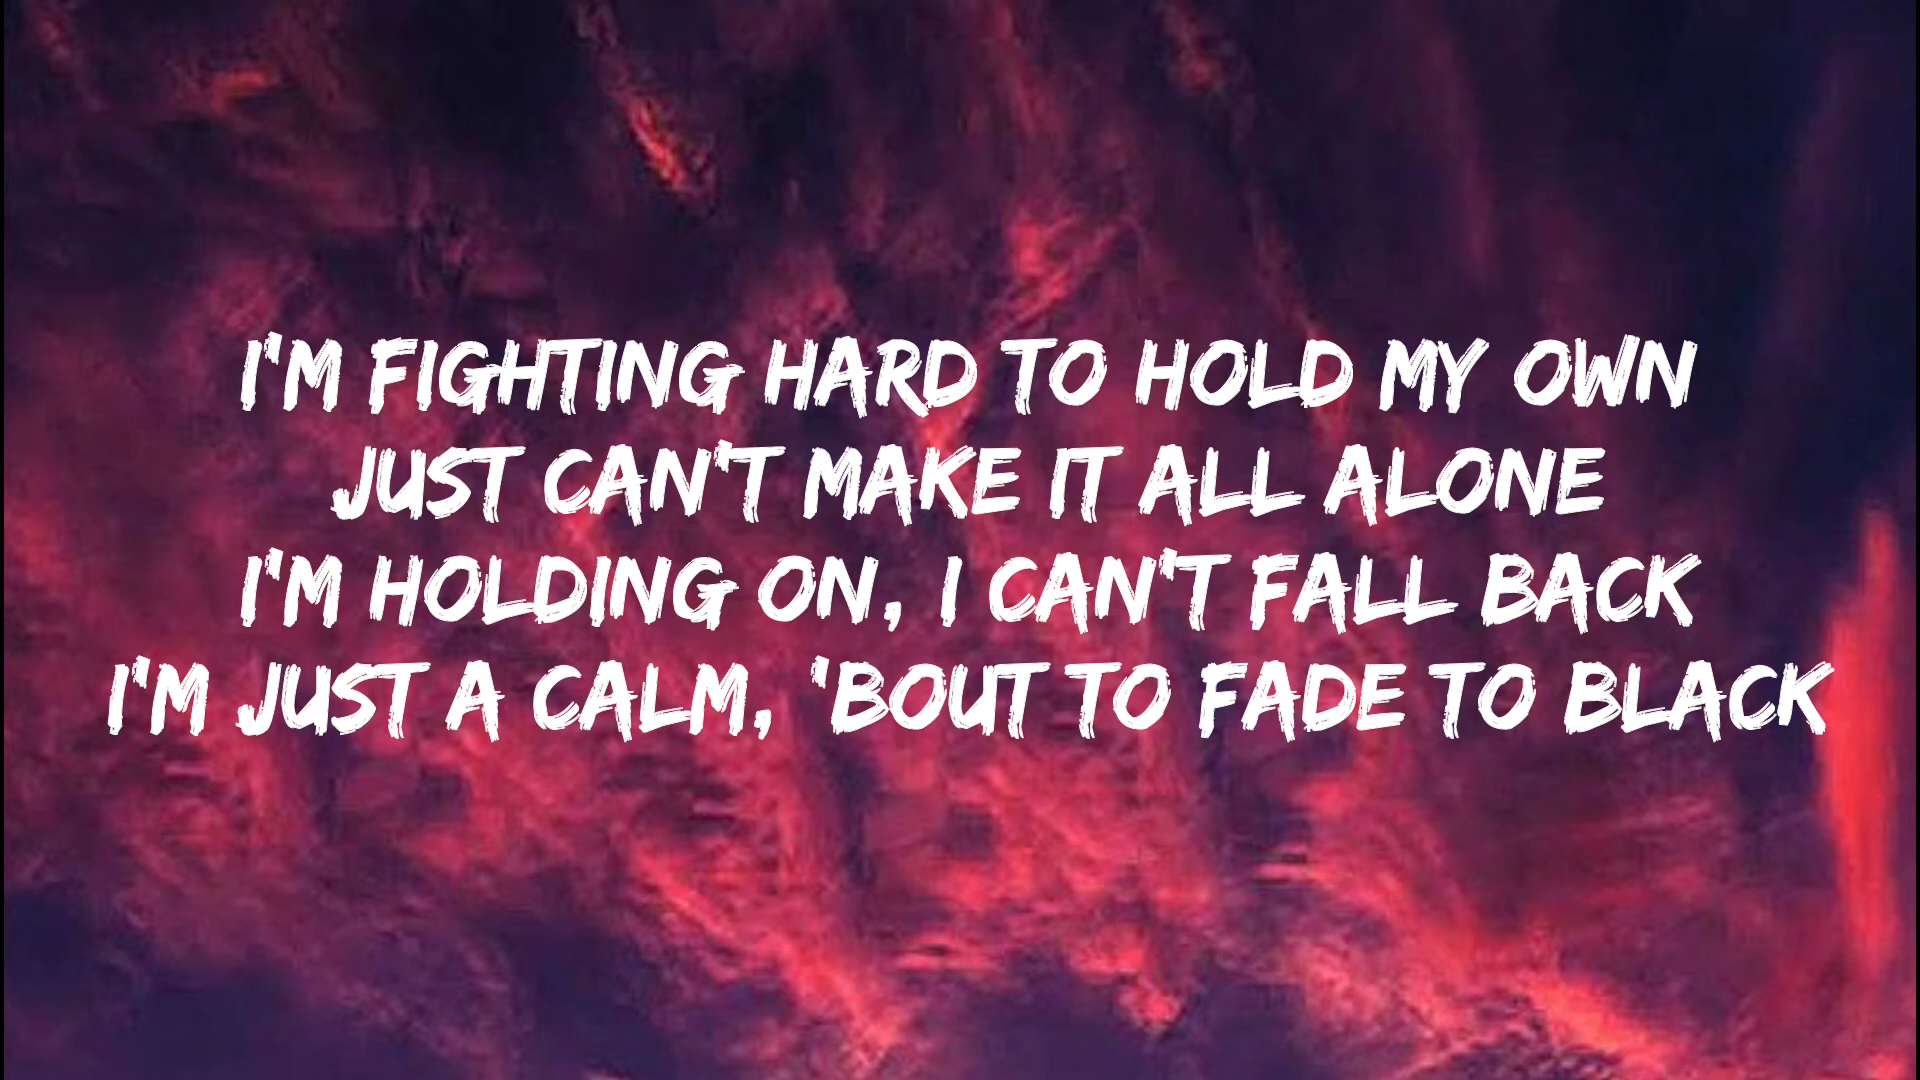 I'M FIGHTING HARD TO HOLD MY OWN
JUST CAN'T MAKE IT ALL ALONE
I'M HOLDING ON, I CAN'T FALL BACK
I'M JUST A CALM, 'BOUT TO FADE TO BLACK